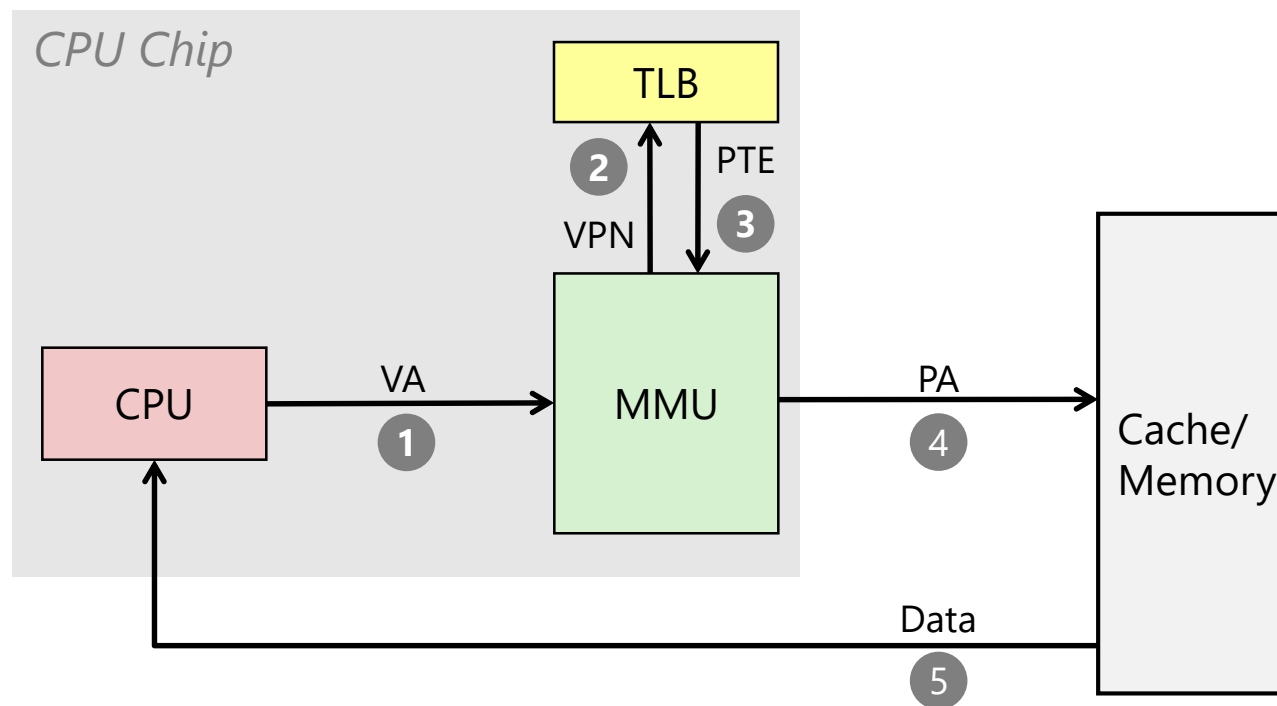 CPU Chip
TLB
2
PTE
VPN
3
CPU
VA
1
MMU
PA
4
Cache/
Memory
Data
5